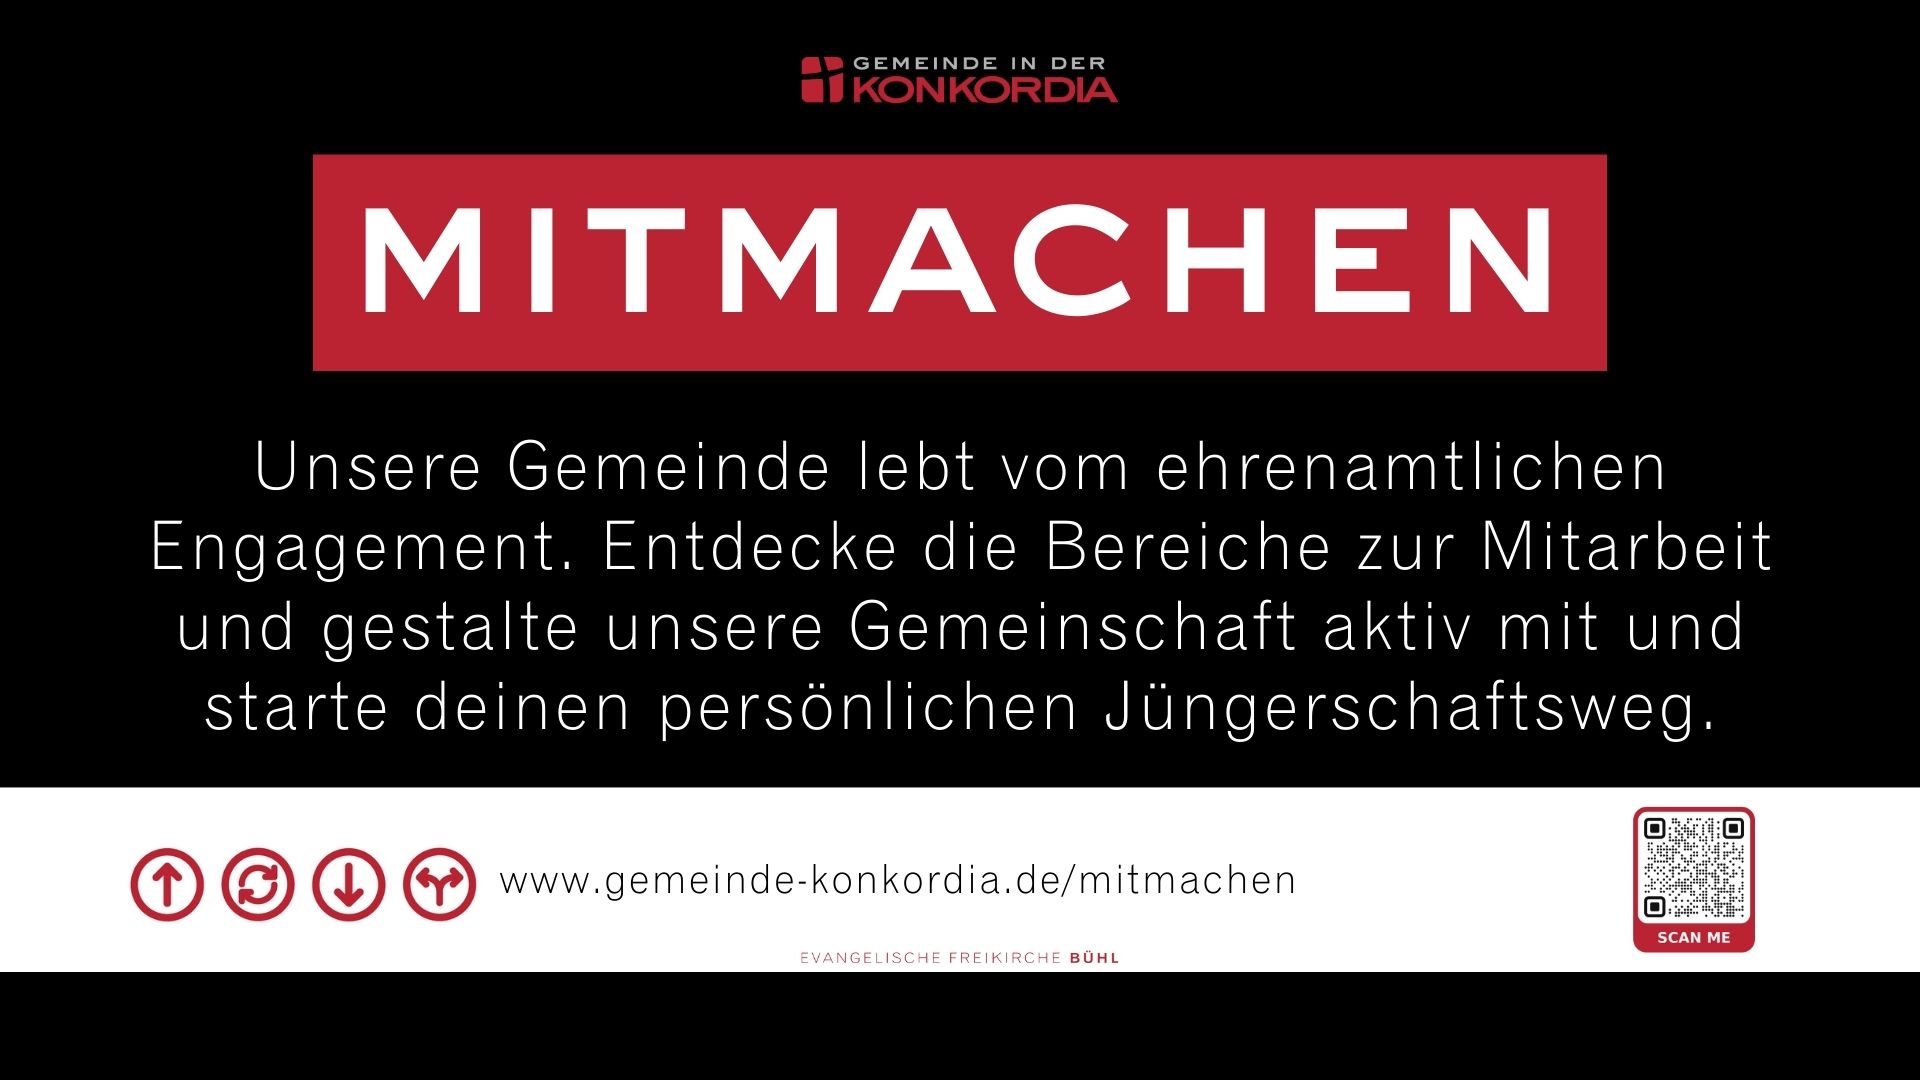 GEMEINDE IN DER
KONKORDIA
MITMACHEN
Unsere Gemeinde lebt vom ehrenamtlichen
Engagement. Entdecke die Bereiche zur Mitarbeit
und gestalte unsere Gemeinschaft aktiv mit und
starte deinen persönlichen Jüngerschaftsweg.
www.gemeinde-konkordia.de/mitmachen
SCAN ME
EVANGELISCHE FREIKIRCHE BÜHL